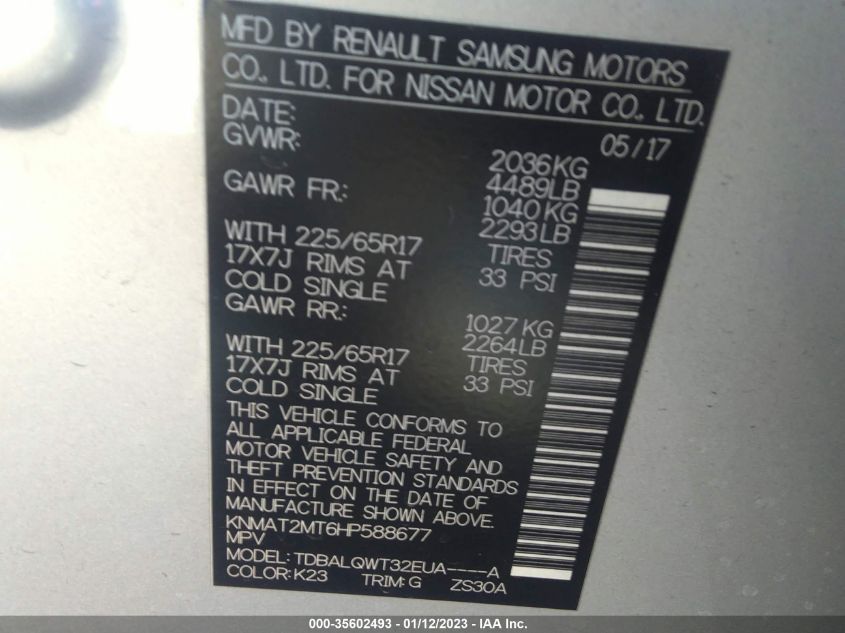 MFD BY RENAULT SAMSUNG MOTORS
CO., LTD. FOR NISSAN MOTOR CO., LTD.
DATE: 05/17
GVWR: 2036KG
4489LB
GAWR FR.: 1040KG
2293LB
WITH 225/65R17 TIRES
17X7J RIMS AT 33 PSI
COLD SINGLE
GAWR RR.: 1027KG
2264LB
WITH 225/65R17 TIRES
17X7J RIMS AT 33 PSI
COLD SINGLE
THIS VEHICLE CONFORMS TO
ALL APPLICABLE FEDERAL
MOTOR VEHICLE SAFETY AND
THEFT PREVENTION STANDARDS
IN EFFECT ON THE DATE OF
MANUFACTURE SHOWN ABOVE.
KNMAT2MT6HP588677
MPV
MODEL: TDBALQWT32EUA----A
COLOR:K23 TRIM:G ZS30A
000-35602493 - 01/12/2023 - IAA Inc.